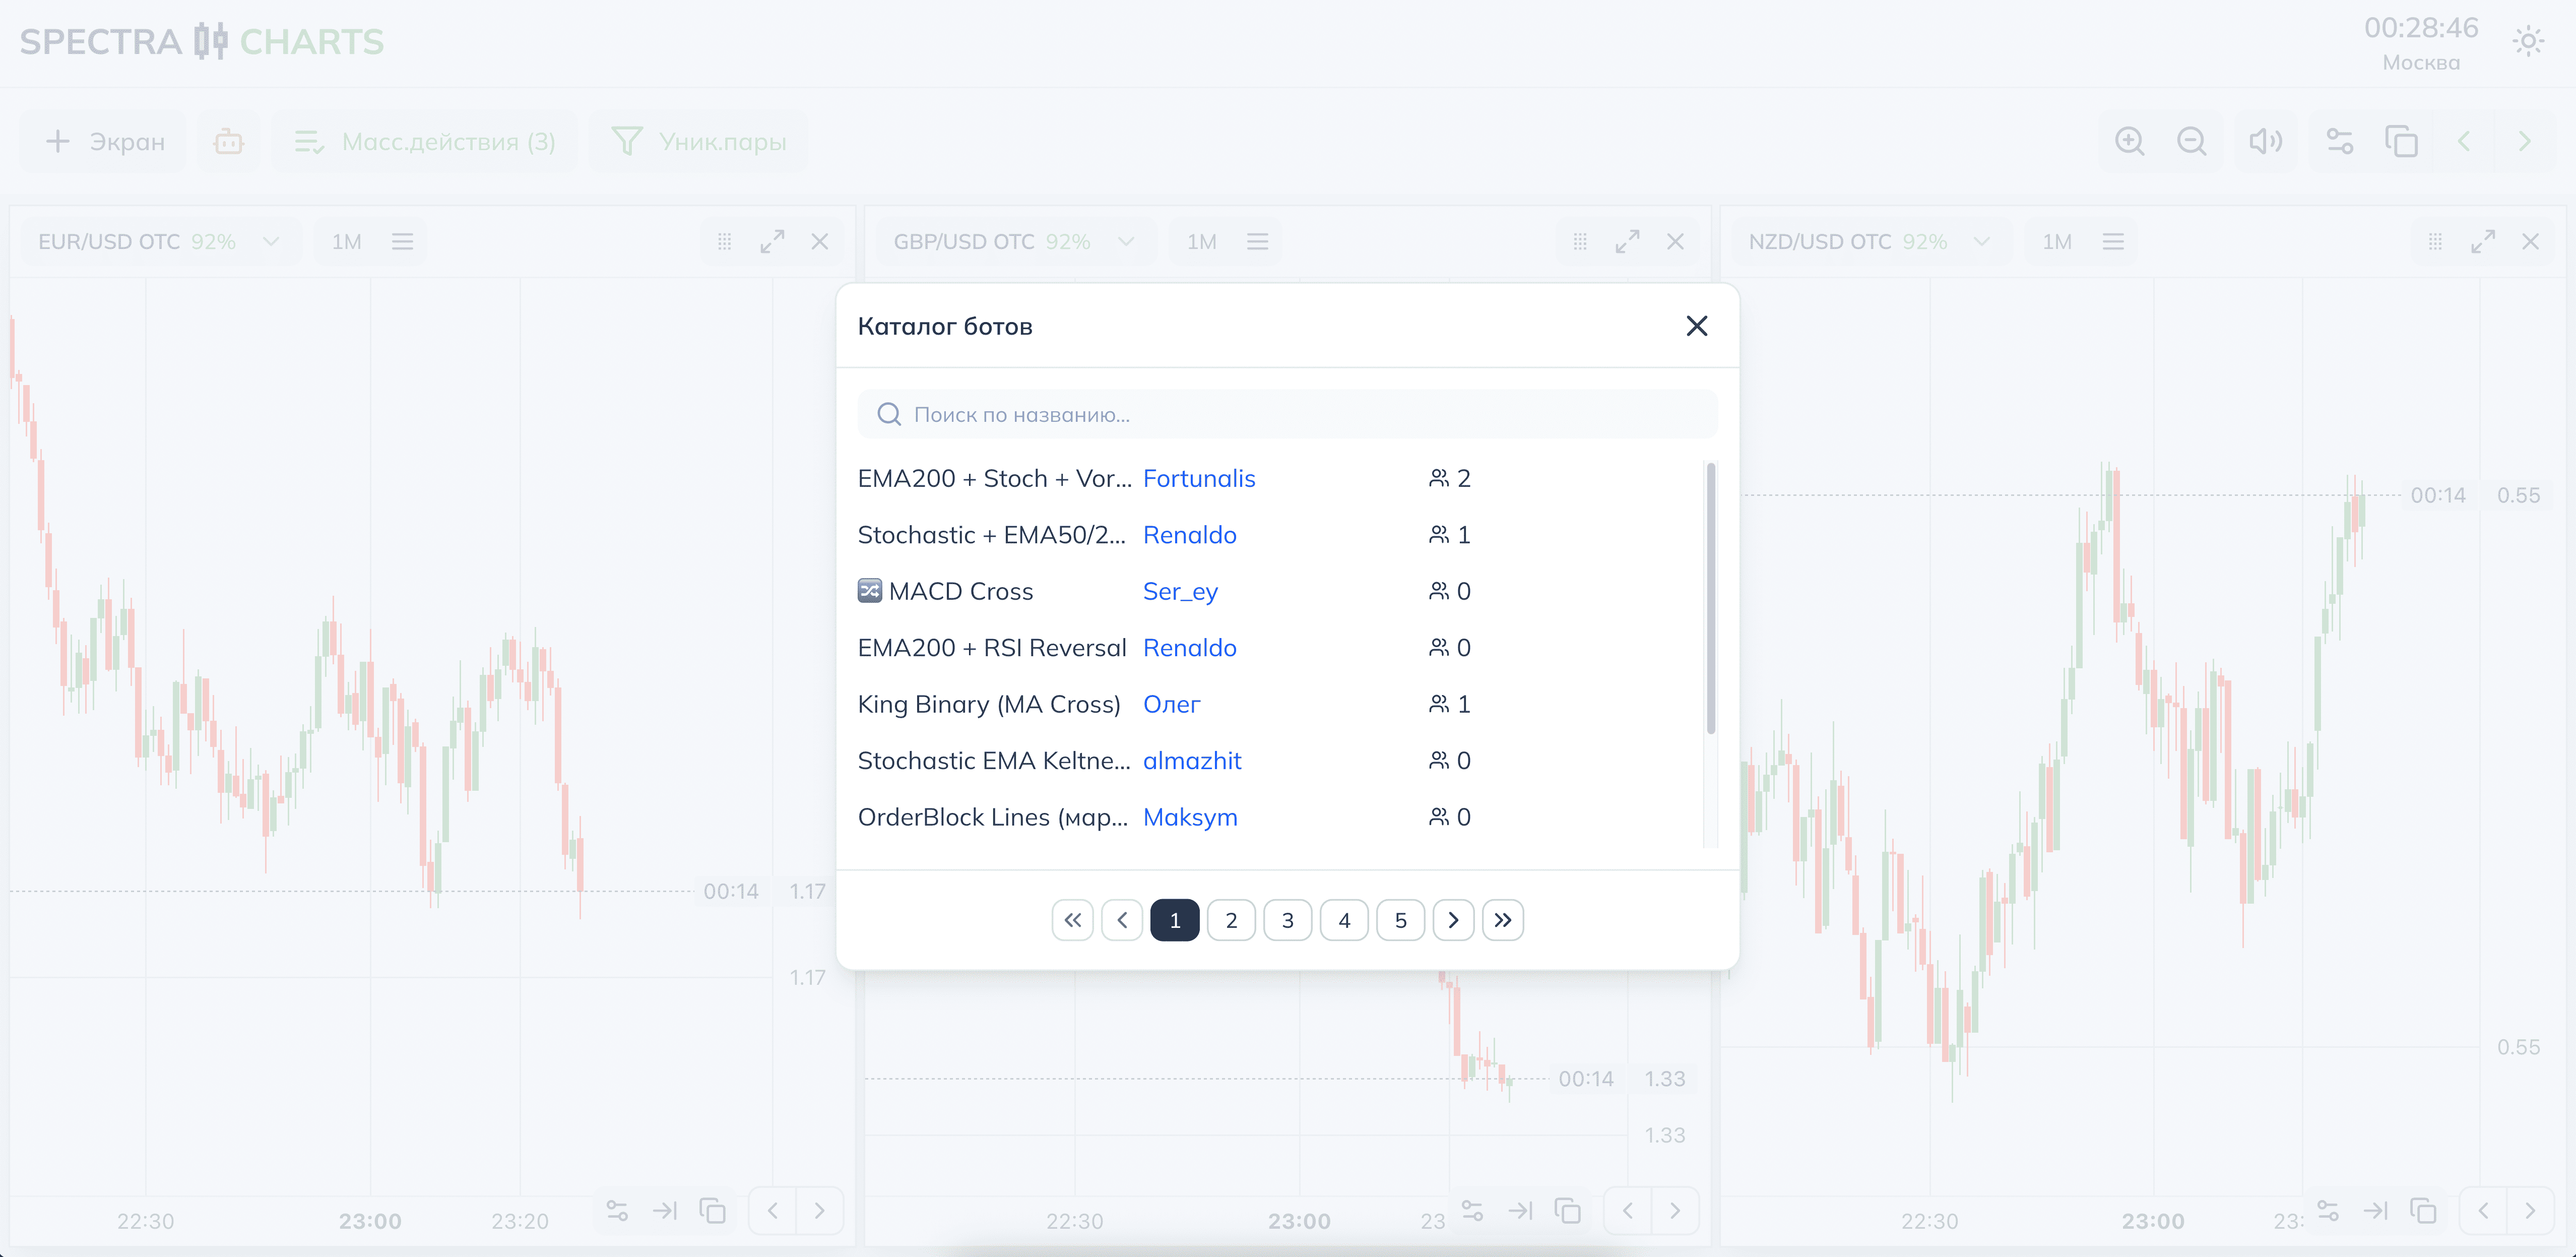 SPECTRA CHARTS
00:28:46
Москва
Экран
Масс.действия (3)
Уник.пары
EUR/USD OTC 92%
1M
GBP/USD OTC 92%
1M
NZD/USD OTC 92%
1M
Каталог ботов
Поиск по названию...
EMA200 + Stoch + Vor... Fortunalis 2
Stochastic + EMA50/2... Renaldo 1
MACD Cross Ser_ey 0
EMA200 + RSI Reversal Renaldo 0
King Binary (MA Cross) Олег 1
Stochastic EMA Keltne... almazhit 0
OrderBlock Lines (мар... Maksym 0
1 2 3 4 5
00:14 1.17
1.17
00:14 1.33
1.33
00:14 0.55
0.55
22:30 23:00 23:20
22:30 23:00 23
22:30 23:00 23: